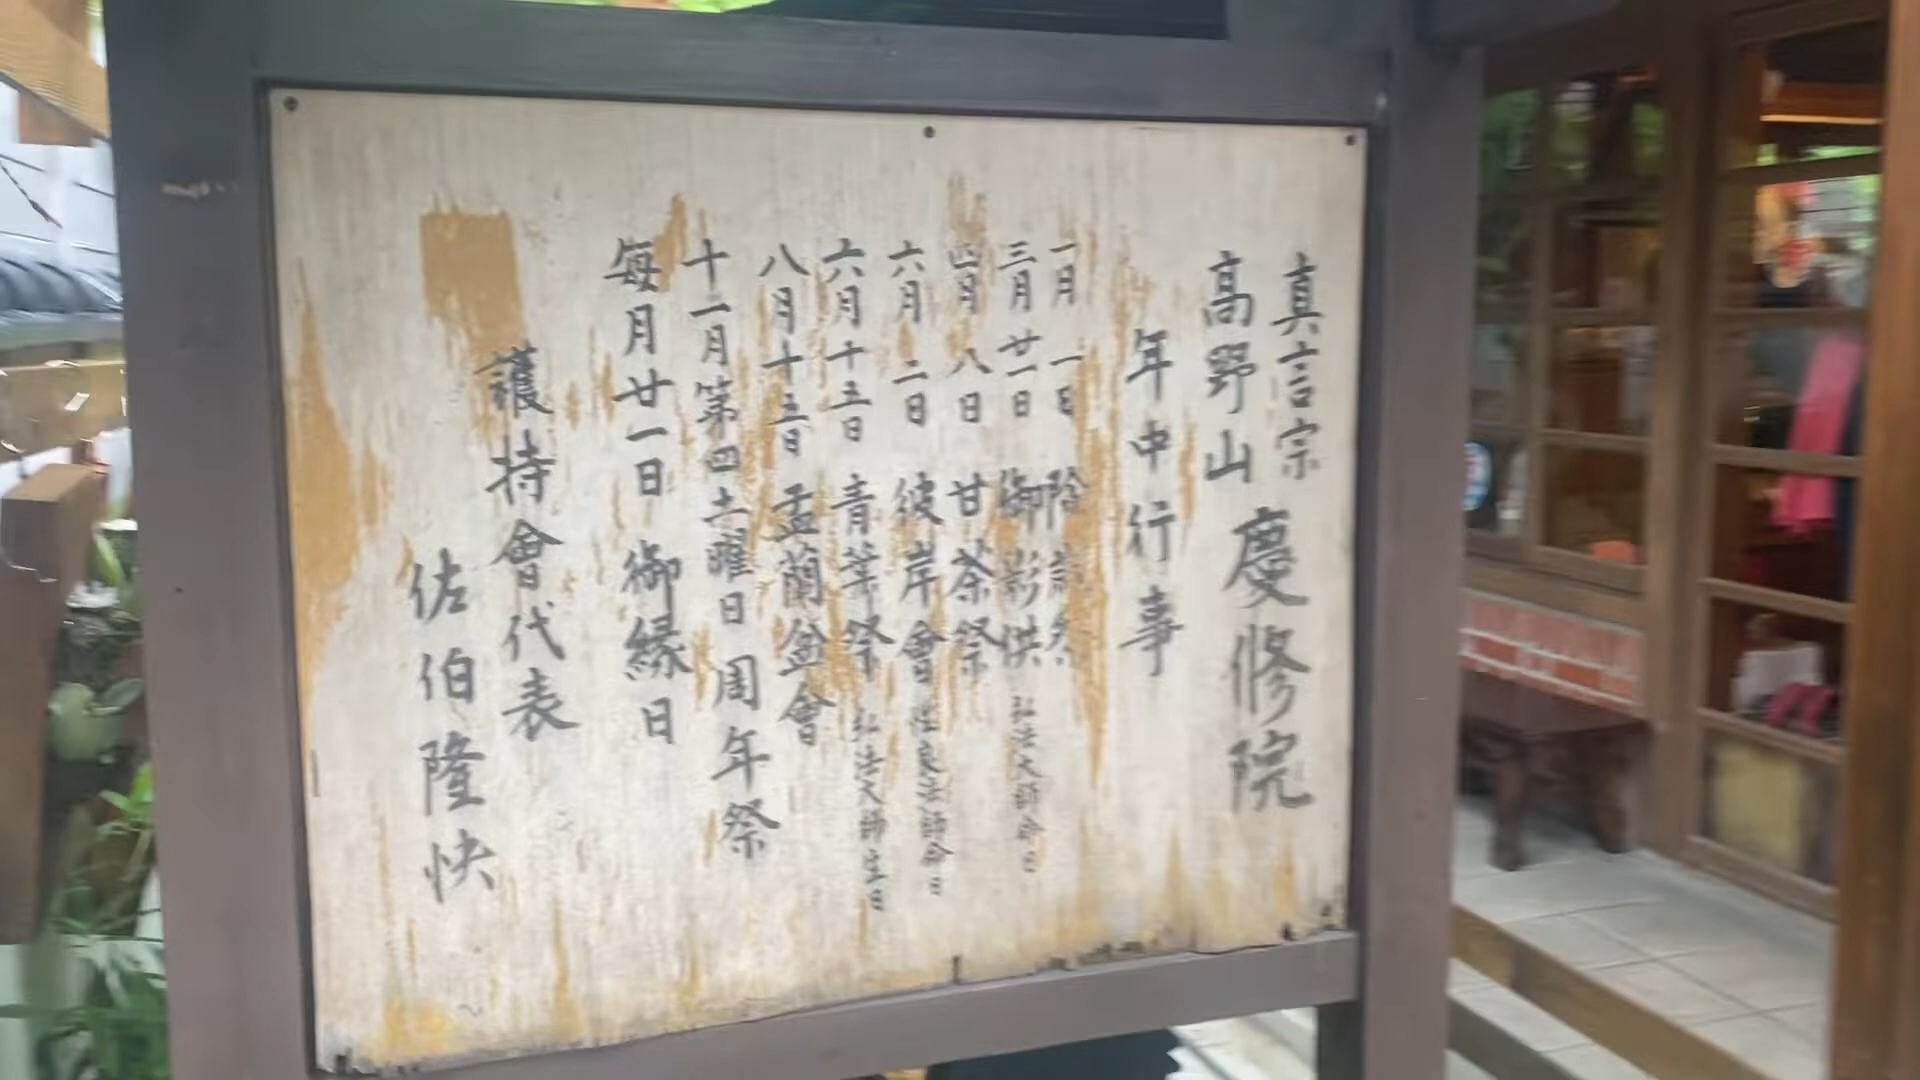 真言宗
高野山 慶修院
年中行事
一月 一日 除歳祭
三月廿一日 御影供 弘法大師命日
四月 八日 甘茶祭
六月 二日 彼岸會 法師命日
六月十五日 青葉祭 弘法大師生日
八月十五日 盂蘭盆會
十一月第四土曜日 周年祭
每月廿一日 御縁日
護持會代表
佐伯隆快